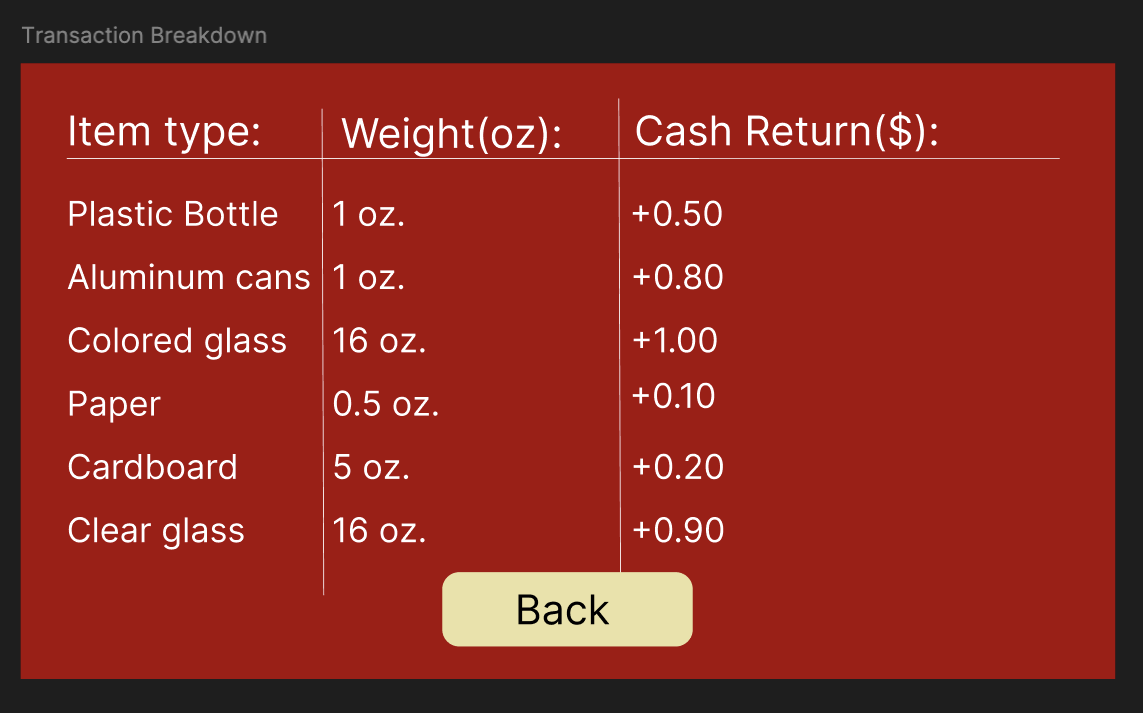 Transaction Breakdown
Item type: Weight(oz): Cash Return($):
Plastic Bottle 1 oz. +0.50
Aluminum cans 1 oz. +0.80
Colored glass 16 oz. +1.00
Paper 0.5 oz. +0.10
Cardboard 5 oz. +0.20
Clear glass 16 oz. +0.90
Back